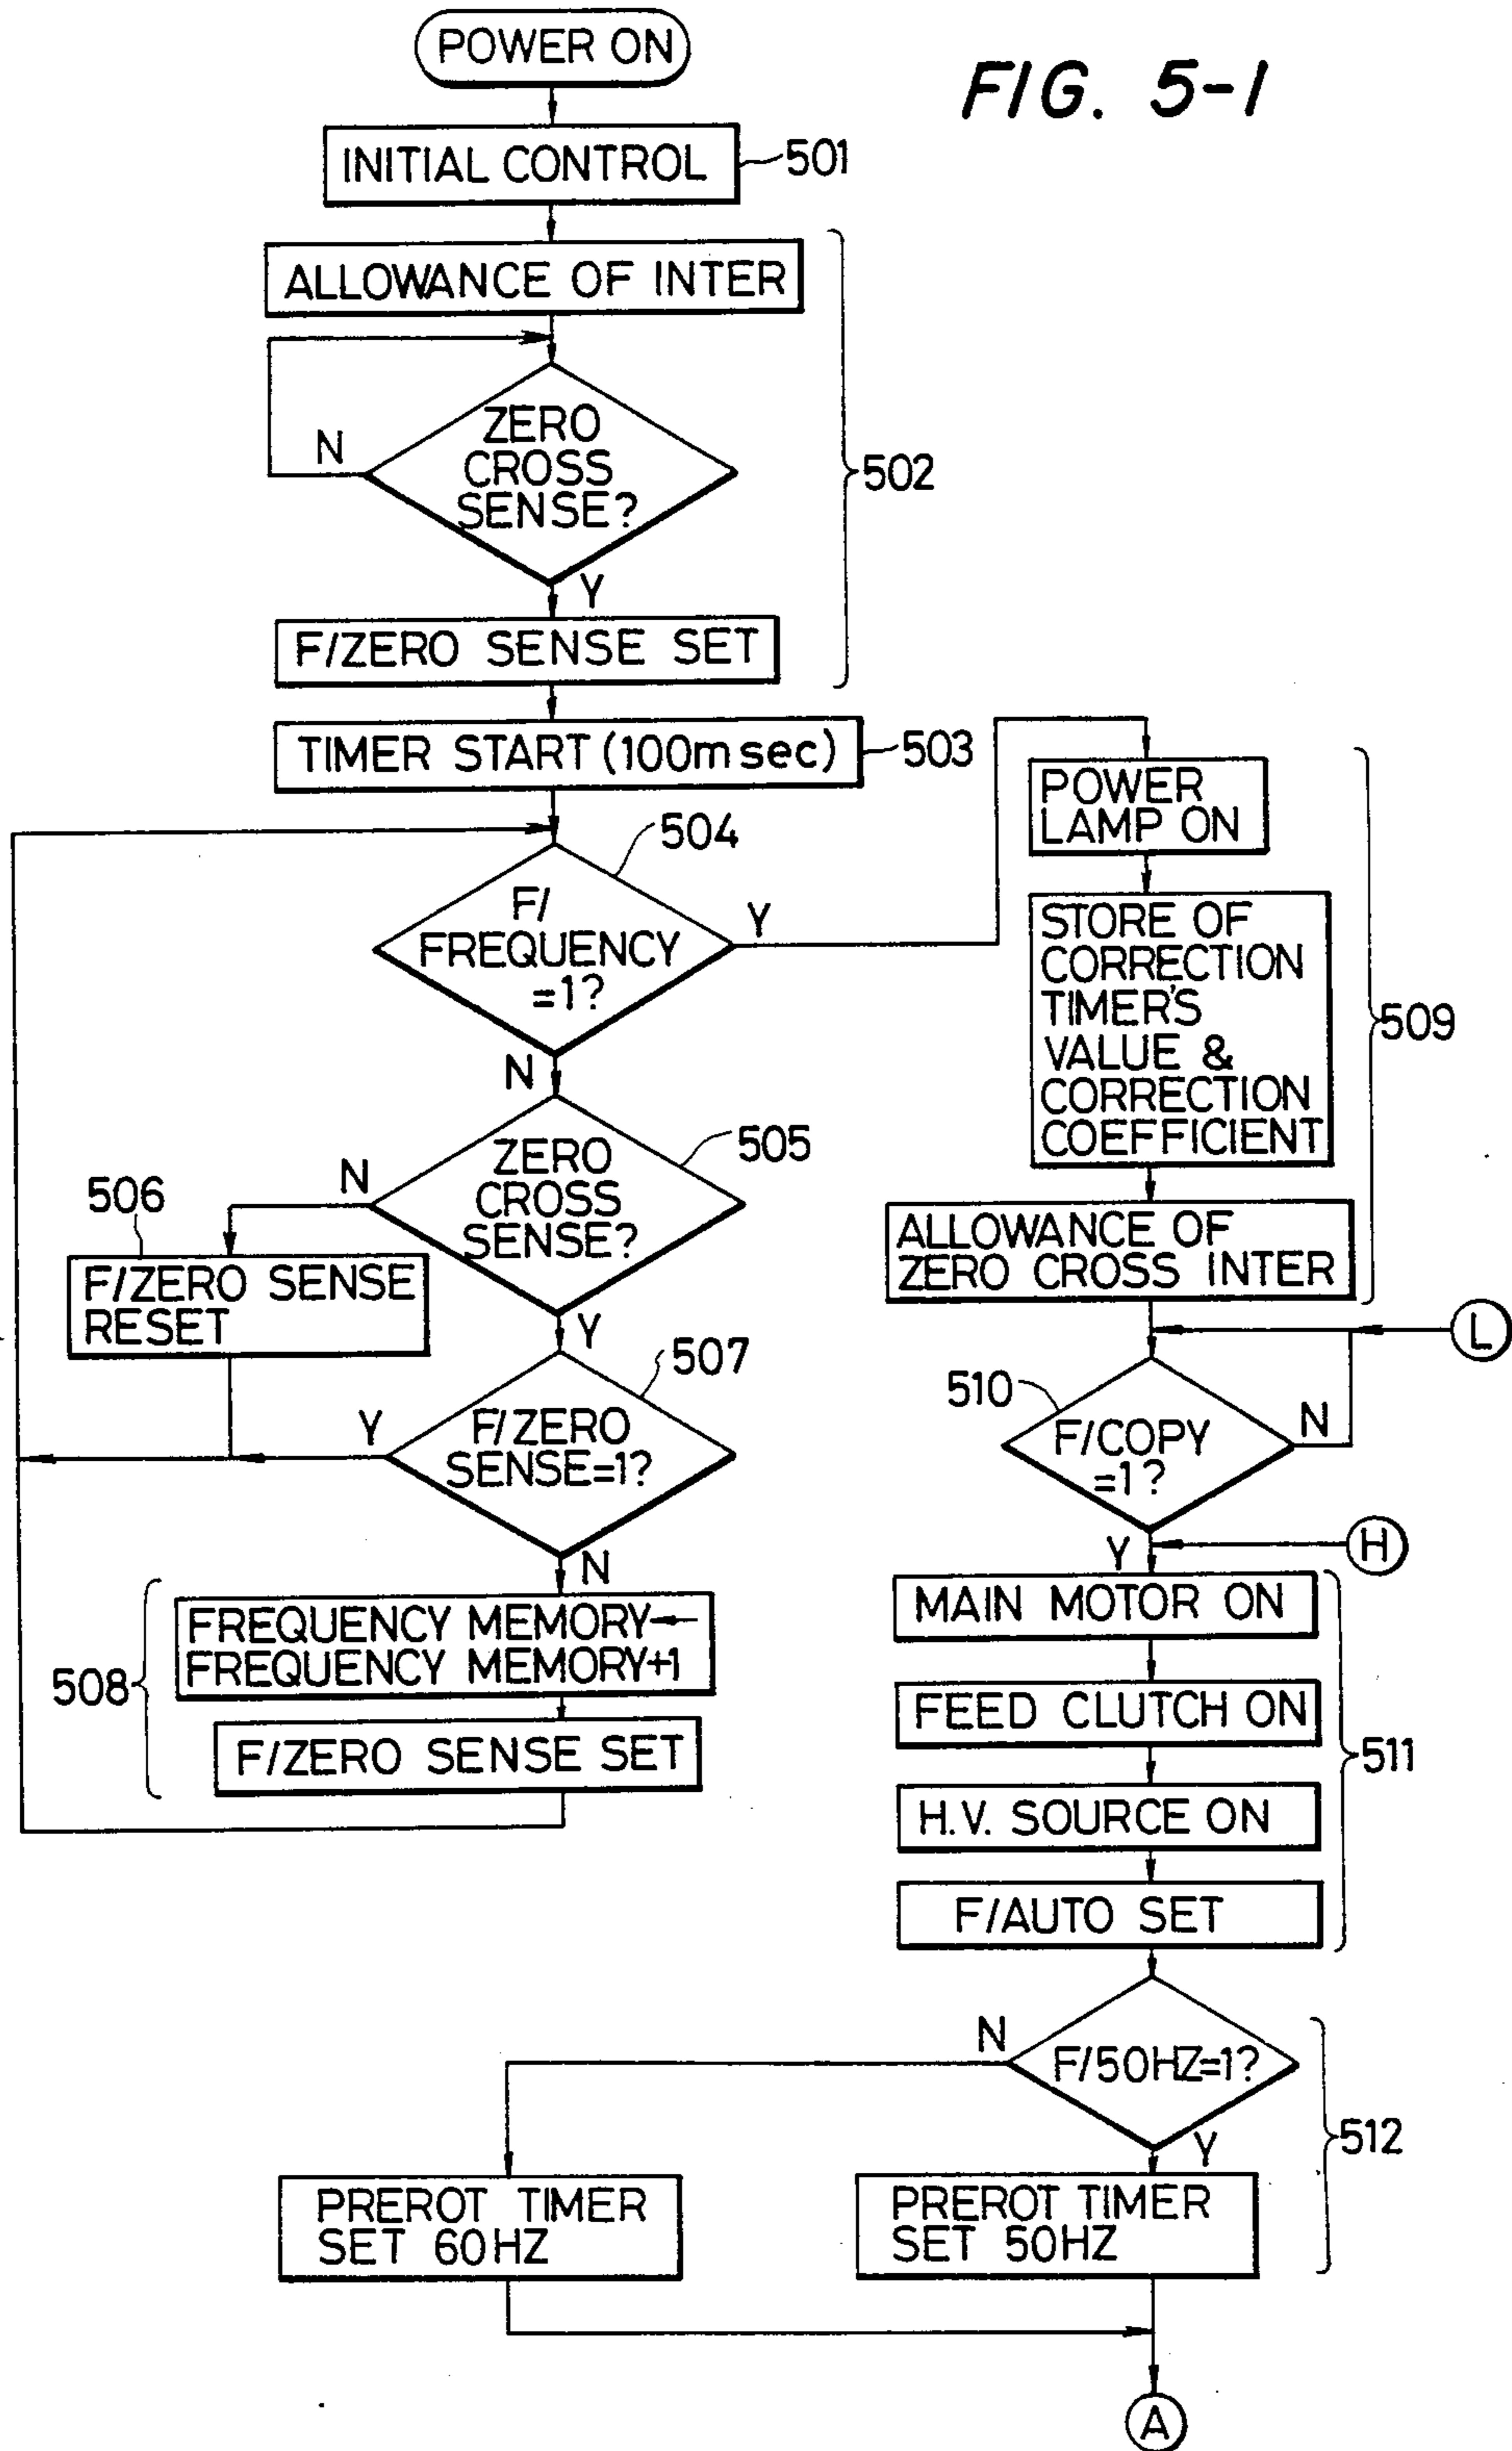 FIG. 5-1
POWER ON
INITIAL CONTROL
501
ALLOWANCE OF INTER
ZERO
CROSS
SENSE?
N
Y
502
F/ZERO SENSE SET
TIMER START (100msec)
503
504
F/
FREQUENCY
=1?
Y
N
505
ZERO
CROSS
SENSE?
N
Y
506
F/ZERO SENSE
RESET
507
F/ZERO
SENSE=1?
Y
N
508
FREQUENCY MEMORY←
FREQUENCY MEMORY+1
F/ZERO SENSE SET
POWER
LAMP ON
STORE OF
CORRECTION
TIMER'S
VALUE &
CORRECTION
COEFFICIENT
509
ALLOWANCE OF
ZERO CROSS INTER
L
510
F/COPY
=1?
N
Y
H
MAIN MOTOR ON
FEED CLUTCH ON
H.V. SOURCE ON
F/AUTO SET
511
F/50HZ=1?
N
Y
512
PREROT TIMER
SET 60HZ
PREROT TIMER
SET 50HZ
A